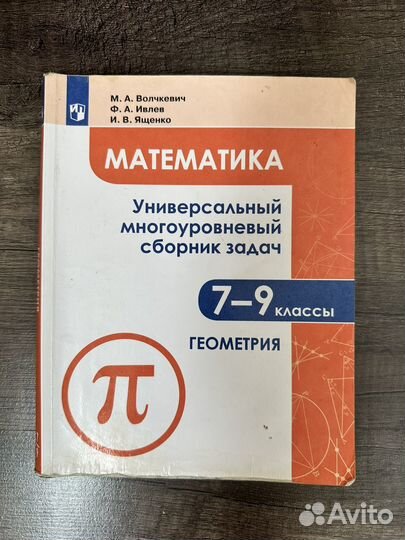 М. А. Волчкевич
Ф. А. Ивлев
И. В. Ященко
МАТЕМАТИКА
Универсальный
многоуровневый
сборник задач
7–9 классы
ГЕОМЕТРИЯ
π
Avito